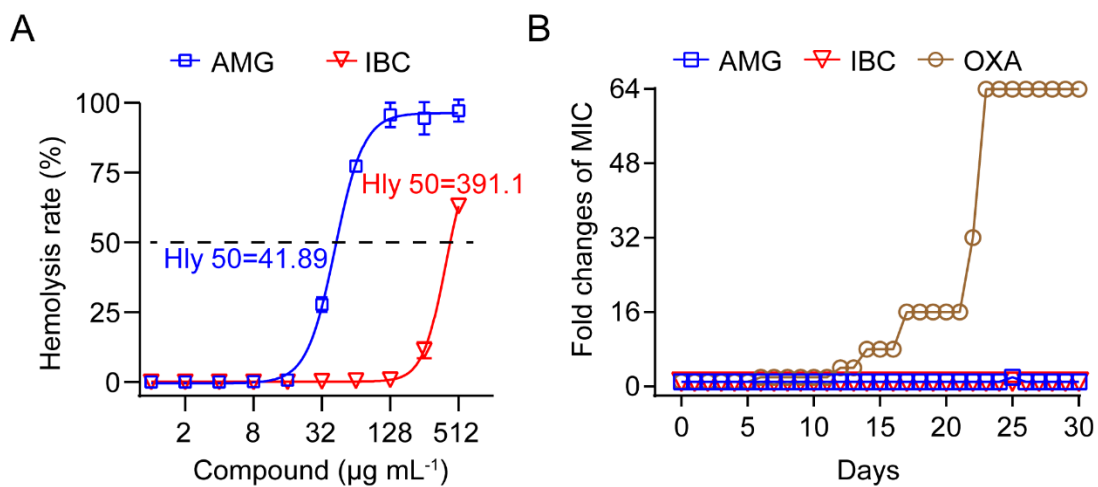 A
AMG IBC
Hemolysis rate (%)
100
75
50
25
0
Hly 50=391.1
Hly 50=41.89
2 8 32 128 512
Compound (µg mL⁻¹)
B
AMG IBC OXA
Fold changes of MIC
64
48
32
16
0
0 5 10 15 20 25 30
Days